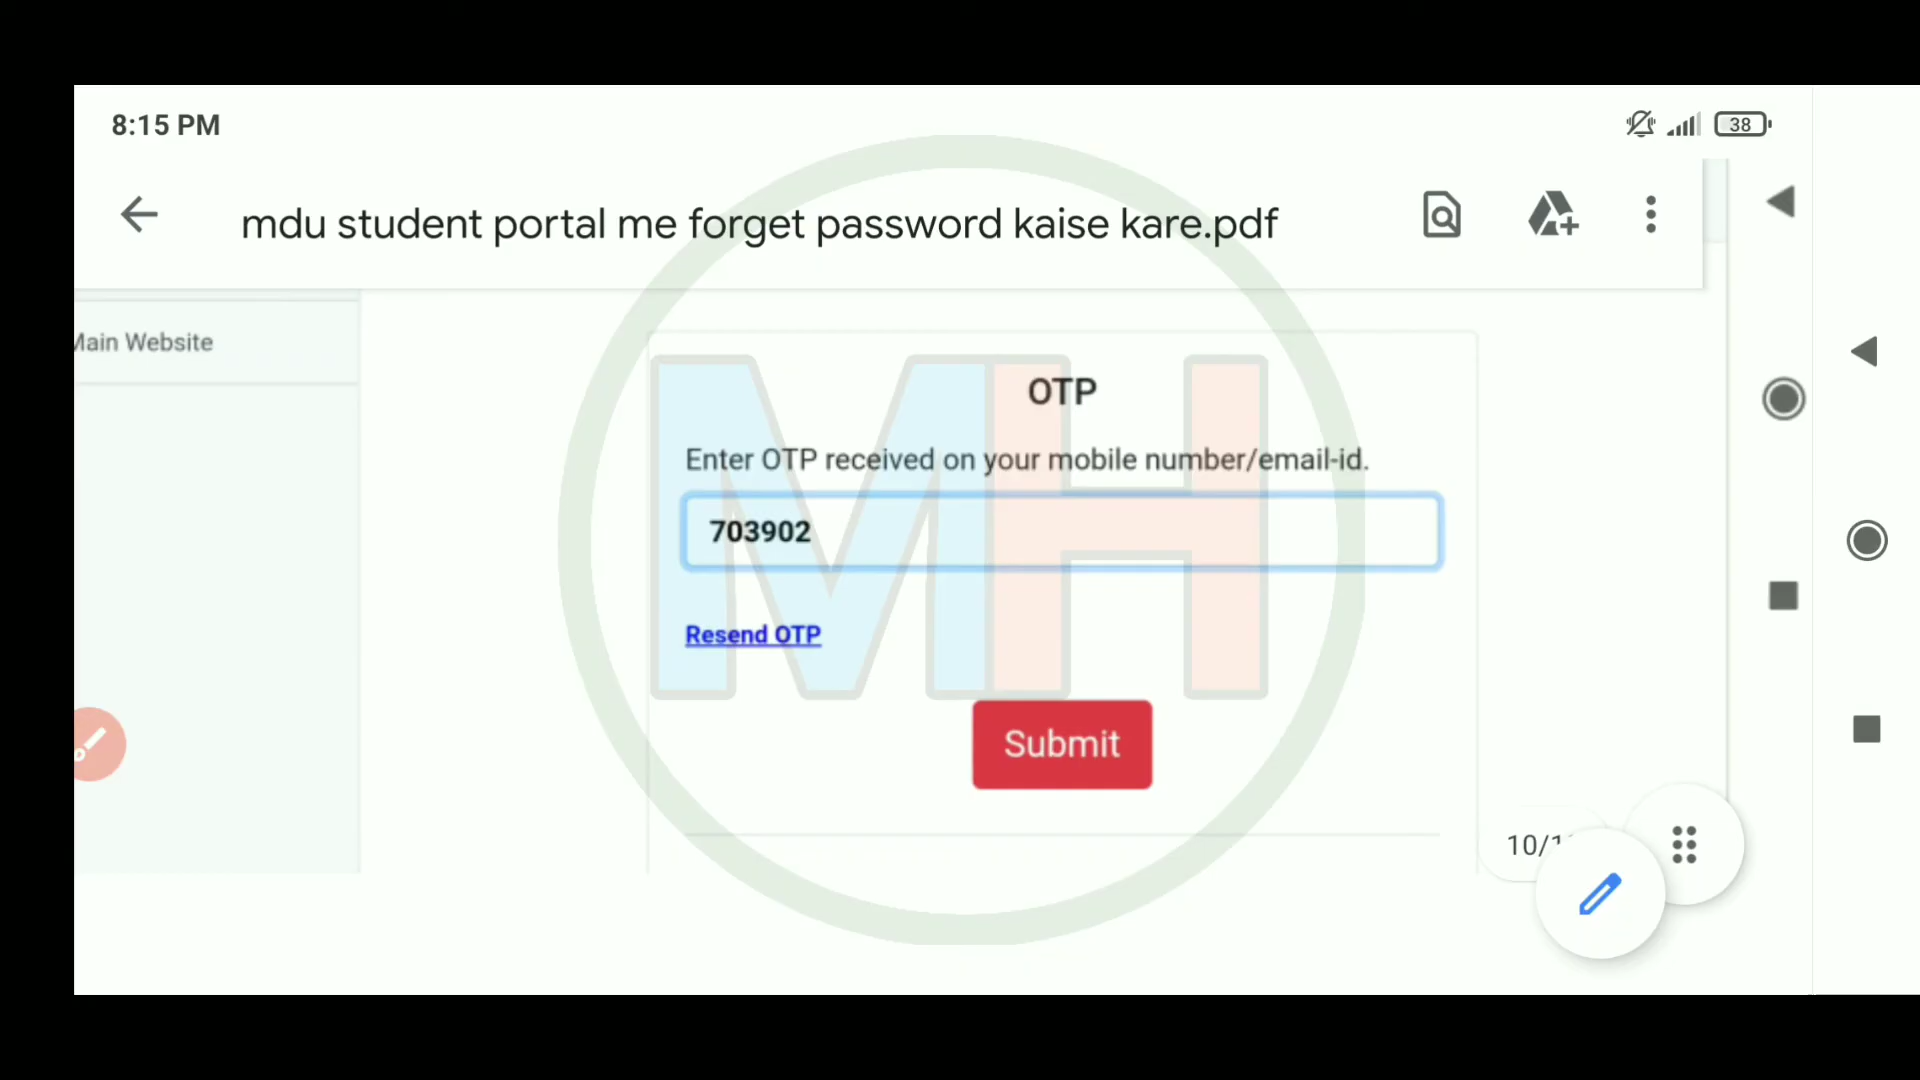 8:15 PM
38
mdu student portal me forget password kaise kare.pdf
Main Website
OTP
Enter OTP received on your mobile number/email-id.
703902
Resend OTP
Submit
10/1
MH